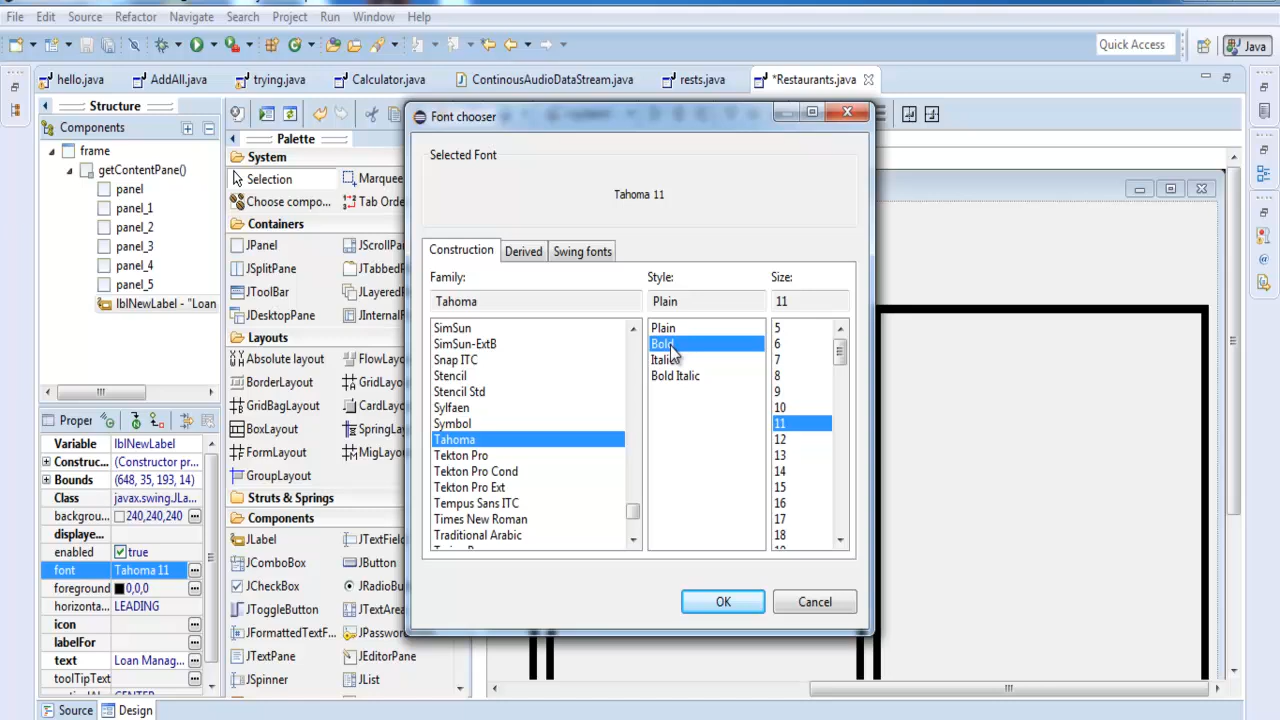 File Edit Source Refactor Navigate Search Project Run Window Help
Quick Access
Java
hello.java AddAll.java trying.java Calculator.java ContinousAudioDataStream.java rests.java *Restaurants.java
Structure
Components
frame
getContentPane()
panel
panel_1
panel_2
panel_3
panel_4
panel_5
lblNewLabel - "Loan
Proper
Variable lblNewLabel
Construc... (Constructor pr...
Bounds (648, 35, 193, 14)
Class javax.swing.JLa...
backgrou... 240,240,240
displaye...
enabled true
font Tahoma 11
foreground 0,0,0
horizonta... LEADING
icon
labelFor
text Loan Manag...
toolTipText
CENTER
Source Design
Palette
System
Selection Marquee
Choose compo... Tab Orde
Containers
JPanel JScrollPa
JSplitPane JTabbedP
JToolBar JLayeredP
JDesktopPane JInternalF
Layouts
Absolute layout FlowLay
BorderLayout GridLayo
GridBagLayout CardLayo
BoxLayout SpringLa
FormLayout MigLayo
GroupLayout
Struts & Springs
Components
JLabel JTextField
JComboBox JButton
JCheckBox JRadioBu
JToggleButton JTextArea
JFormattedTextF... JPasswor
JTextPane JEditorPane
JSpinner JList
Font chooser
Selected Font
Tahoma 11
Construction Derived Swing fonts
Family: Style: Size:
Tahoma Plain 11
SimSun
SimSun-ExtB
Snap ITC
Stencil
Stencil Std
Sylfaen
Symbol
Tahoma
Tekton Pro
Tekton Pro Cond
Tekton Pro Ext
Tempus Sans ITC
Times New Roman
Traditional Arabic
Plain
Bold
Italic
Bold Italic
5
6
7
8
9
10
11
12
13
14
15
16
17
18
OK Cancel